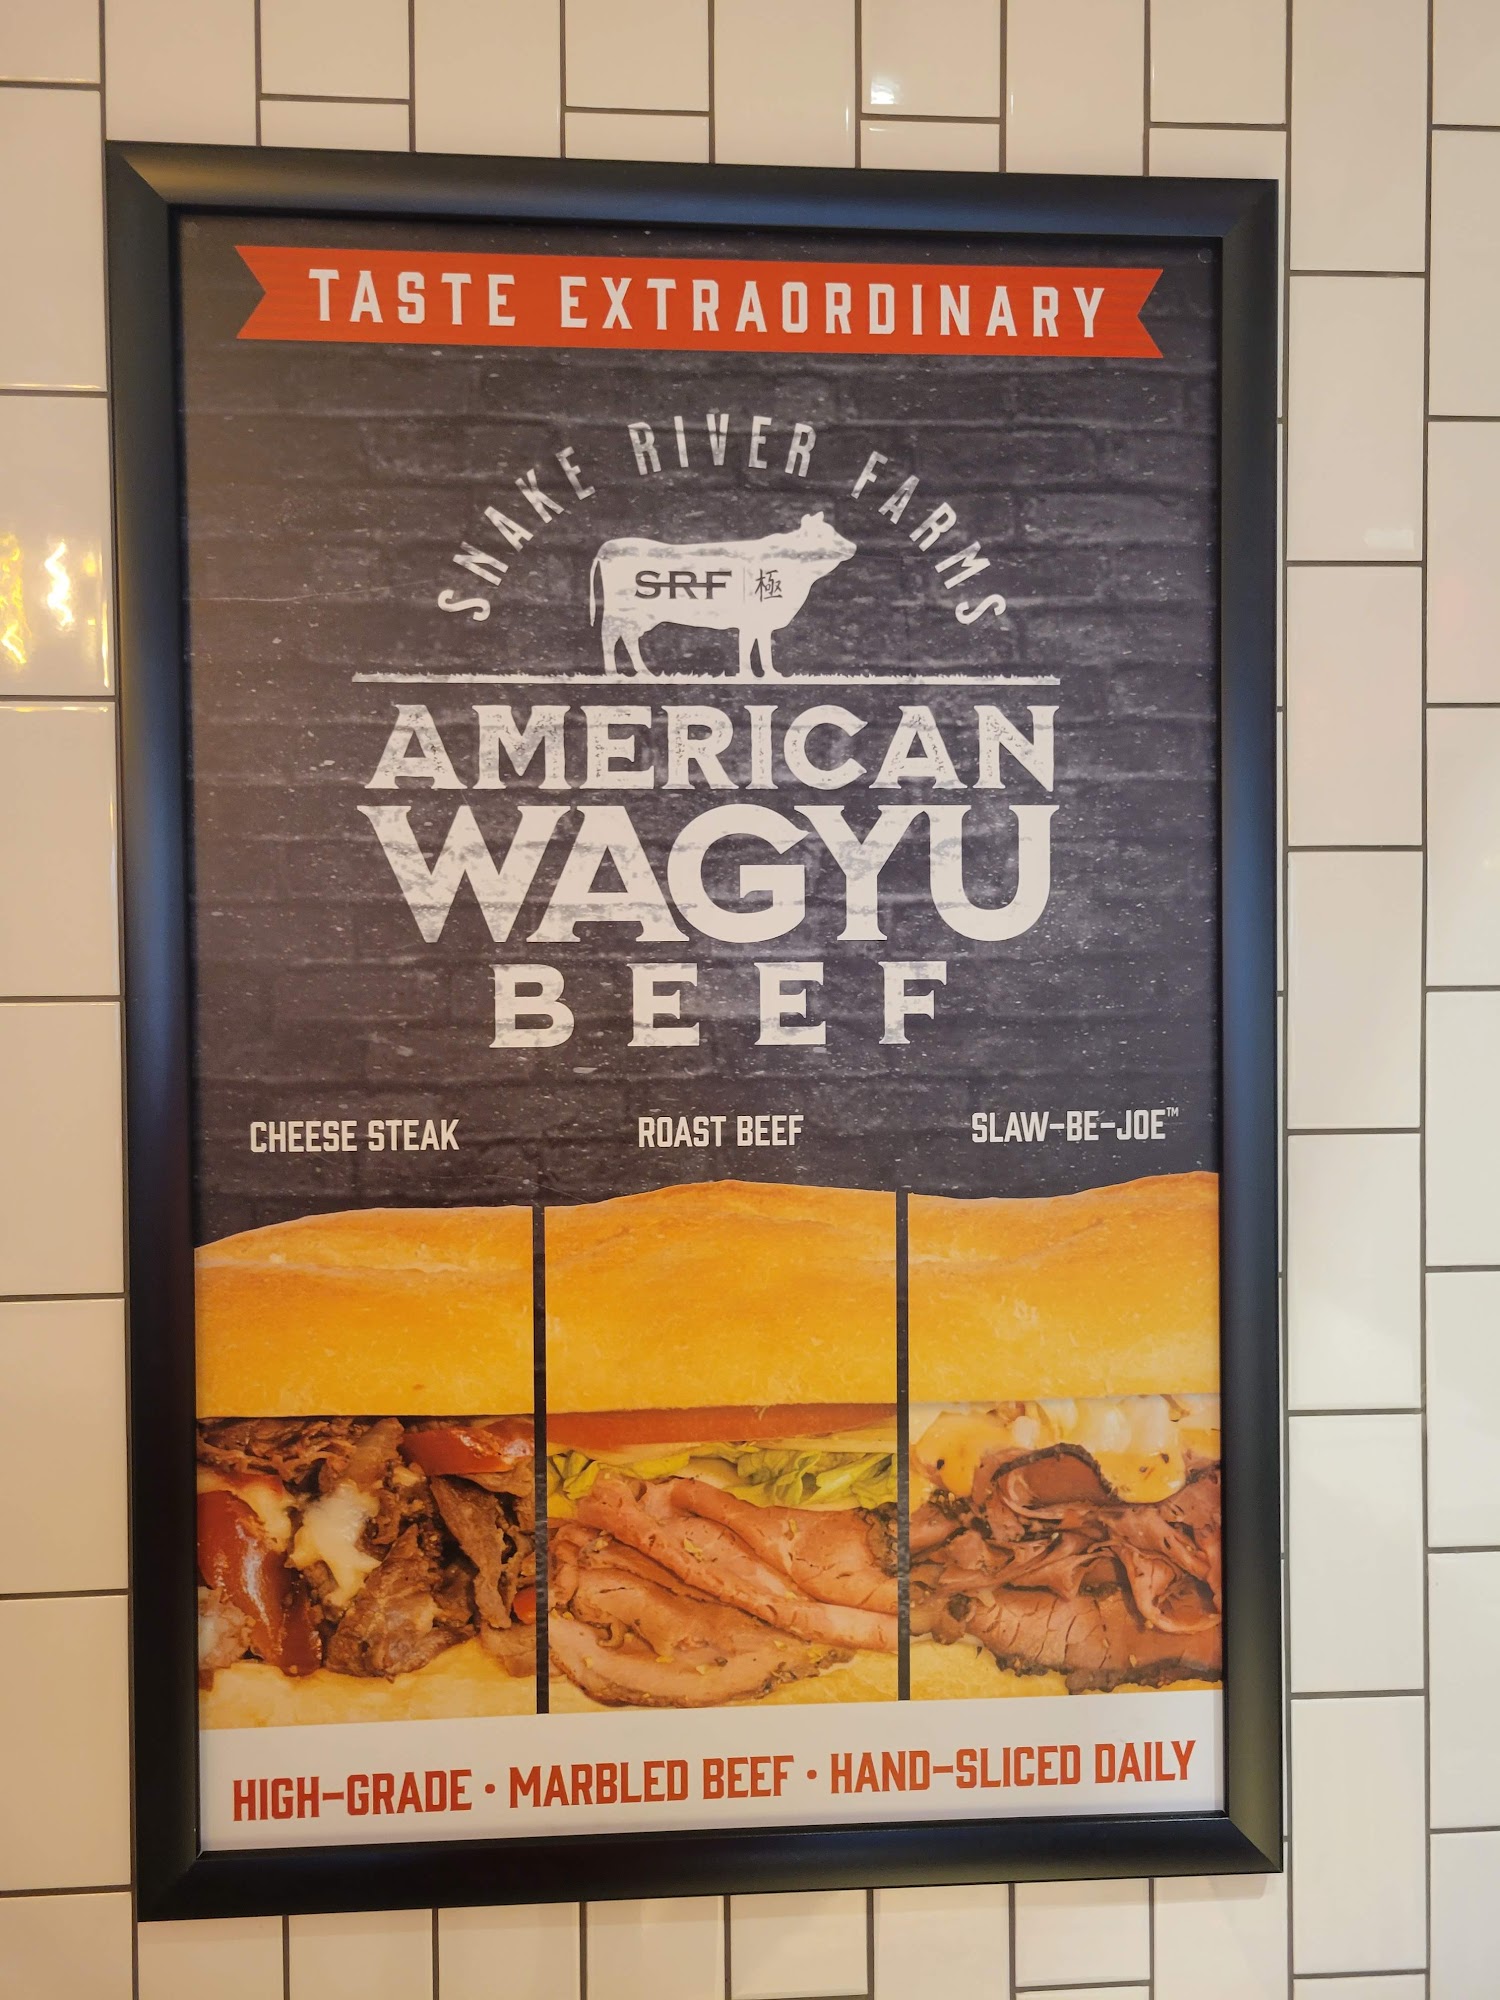 TASTE EXTRAORDINARY
SNAKE RIVER FARMS
SRF | 極
AMERICAN
WAGYU
BEEF
CHEESE STEAK
ROAST BEEF
SLAW-BE-JOE™
HIGH-GRADE • MARBLED BEEF • HAND-SLICED DAILY